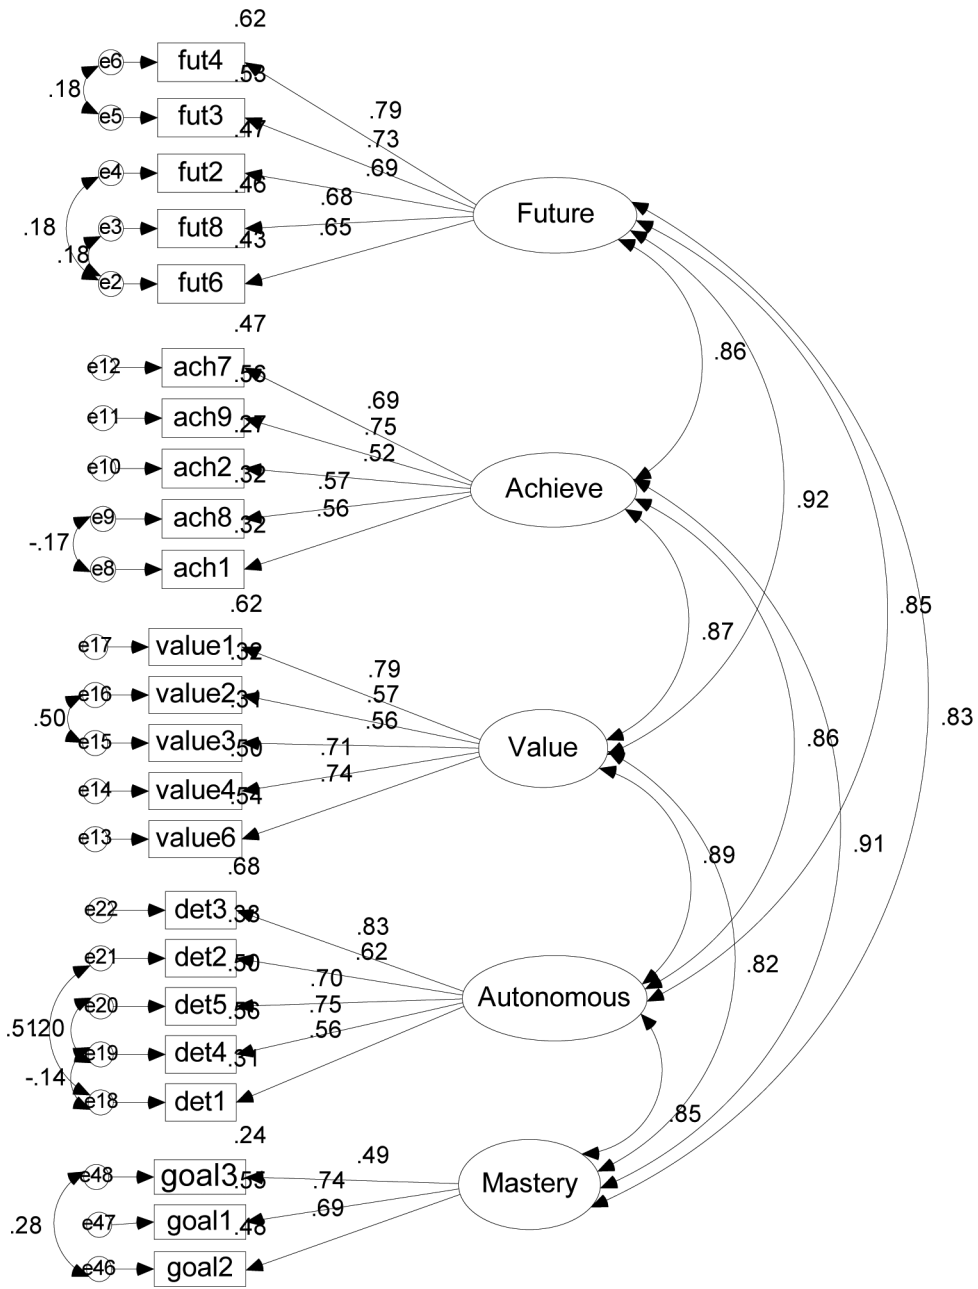 .62
e6 fut4
.53
.18
.79
e5 fut3
.47
.73
.69
e4 fut2
.46
.68
Future
.18
e3 fut8
.43
.65
.18
e2 fut6
.47
.86
e12 ach7
.56
.69
e11 ach9
.27
.75
.52
e10 ach2
.32
.57
Achieve
.92
e9 ach8
.32
.56
-.17
e8 ach1
.62
.85
.87
e17 value1
.32
.79
e16 value2
.57
.50
.56
.83
e15 value3
.50
.71
Value
.86
e14 value4
.54
.74
e13 value6
.68
.91
.89
e22 det3
.38
.83
e21 det2
.50
.62
.82
e20 det5
.56
.70
Autonomous
.51
.75
e19 det4
.31
.56
-.14
e18 det1
.85
.24
.49
e48 goal3
.55
.74
Mastery
.28
e47 goal1
.48
.69
e46 goal2